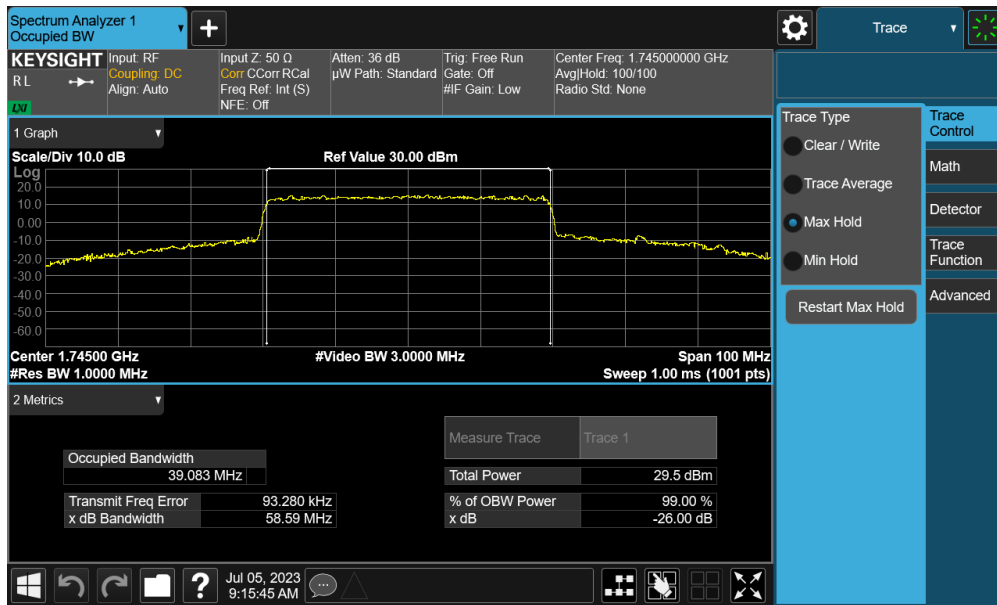 Spectrum Analyzer 1
Occupied BW
Trace
KEYSIGHT
R L
LXI
Input: RF
Coupling: DC
Align: Auto
Input Z: 50 Ω
Corr CCorr RCal
Freq Ref: Int (S)
NFE: Off
Atten: 36 dB
µW Path: Standard
Trig: Free Run
Gate: Off
#IF Gain: Low
Center Freq: 1.745000000 GHz
Avg|Hold: 100/100
Radio Std: None
1 Graph
Scale/Div 10.0 dB
Ref Value 30.00 dBm
Log
20.0
10.0
0.00
-10.0
-20.0
-30.0
-40.0
-50.0
-60.0
Center 1.74500 GHz
#Video BW 3.0000 MHz
Span 100 MHz
#Res BW 1.0000 MHz
Sweep 1.00 ms (1001 pts)
2 Metrics
Measure Trace Trace 1
Occupied Bandwidth
39.083 MHz
Total Power 29.5 dBm
Transmit Freq Error 93.280 kHz
% of OBW Power 99.00 %
x dB Bandwidth 58.59 MHz
x dB -26.00 dB
Trace Type
Clear / Write
Trace Average
Max Hold
Min Hold
Restart Max Hold
Trace
Control
Math
Detector
Trace
Function
Advanced
?
Jul 05, 2023
9:15:45 AM